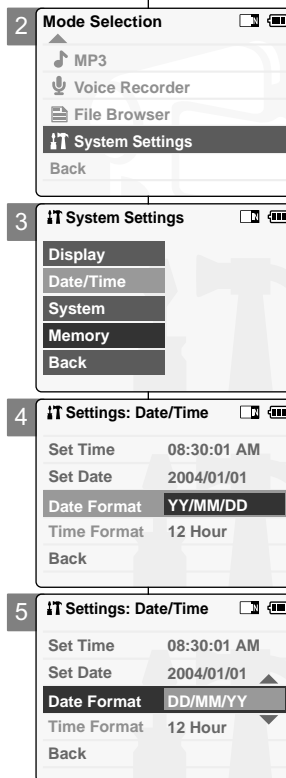 2
Mode Selection
MP3
Voice Recorder
File Browser
System Settings
Back
3
System Settings
Display
Date/Time
System
Memory
Back
4
Settings: Date/Time
Set Time 08:30:01 AM
Set Date 2004/01/01
Date Format YY/MM/DD
Time Format 12 Hour
Back
5
Settings: Date/Time
Set Time 08:30:01 AM
Set Date 2004/01/01
Date Format DD/MM/YY
Time Format 12 Hour
Back